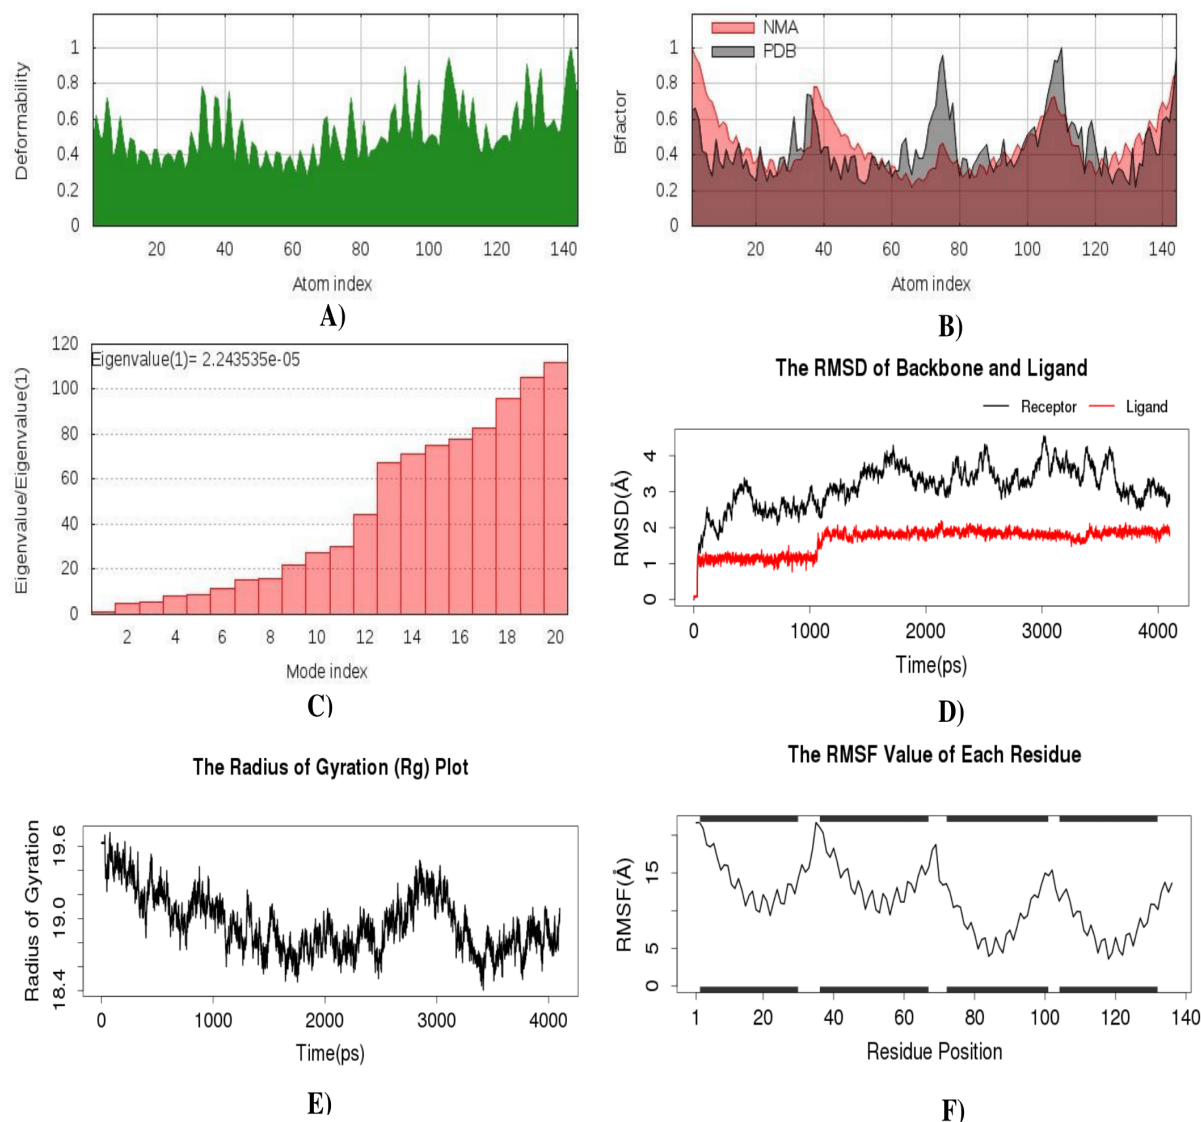 Deformability
1
0.8
0.6
0.4
0.2
0
20 40 60 80 100 120 140
Atom index
A)
NMA
PDB
Bfactor
1
0.8
0.6
0.4
0.2
0
20 40 60 80 100 120 140
Atom index
B)
Eigenvalue(1)= 2.243535e-05
Eigenvalue/Eigenvalue(1)
120
100
80
60
40
20
0
2 4 6 8 10 12 14 16 18 20
Mode index
C)
The RMSD of Backbone and Ligand
Receptor Ligand
RMSD(Å)
4
3
2
1
0
0 1000 2000 3000 4000
Time(ps)
D)
The Radius of Gyration (Rg) Plot
Radius of Gyration
19.6
19.0
18.4
0 1000 2000 3000 4000
Time(ps)
E)
The RMSF Value of Each Residue
RMSF(Å)
15
5
0
1 20 40 60 80 100 120 140
Residue Position
F)